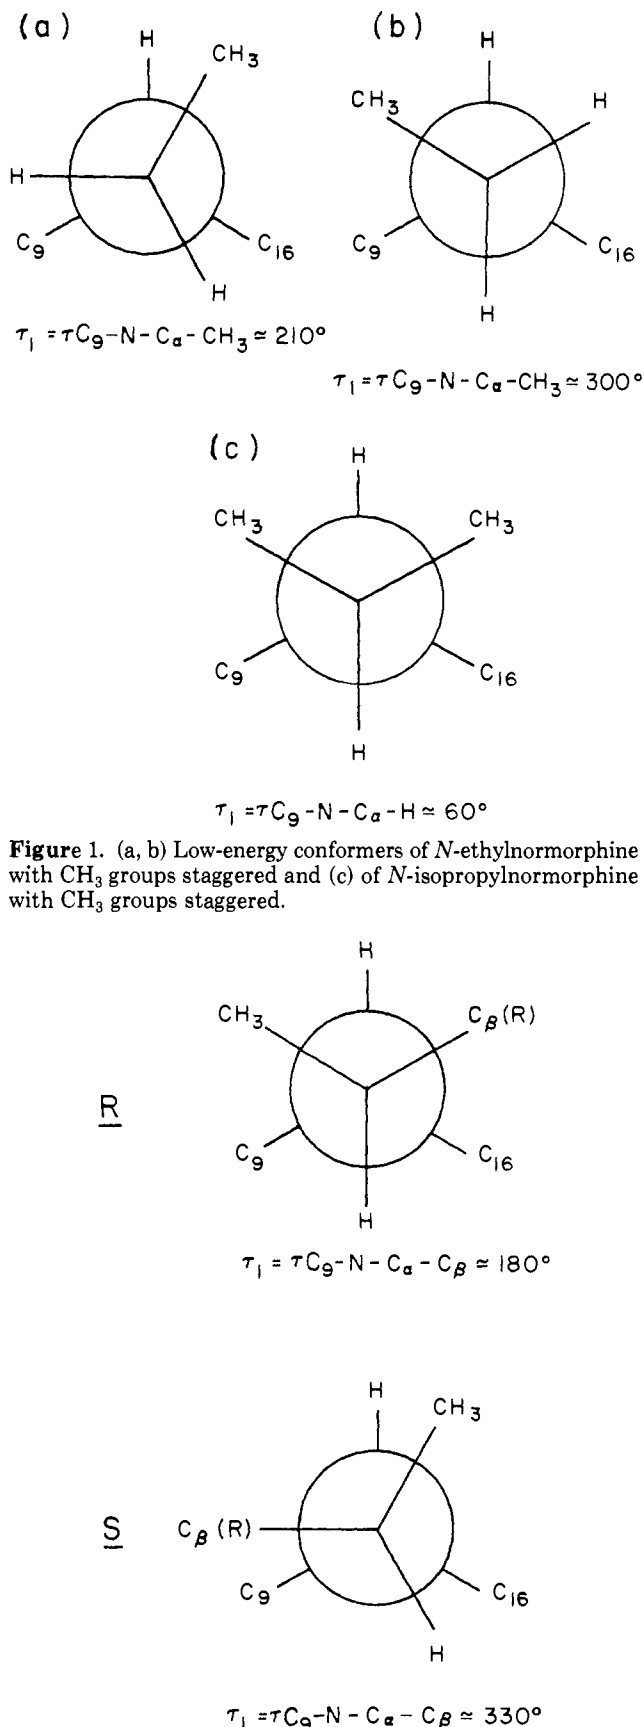 (a)
H
CH₃
H
C₉
C₁₆
H
τ₁ = τC₉-N-Cα-CH₃ ≃ 210°
(b)
H
CH₃
H
C₉
C₁₆
H
τ₁ = τC₉-N-Cα-CH₃ ≃ 300°
(c)
H
CH₃
CH₃
C₉
C₁₆
H
τ₁ = τC₉-N-Cα-H ≃ 60°
Figure 1. (a, b) Low-energy conformers of N-ethylnormorphine
with CH₃ groups staggered and (c) of N-isopropylnormorphine
with CH₃ groups staggered.
H
CH₃
Cβ(R)
R
C₉
C₁₆
H
τ₁ = τC₉-N-Cα-Cβ ≃ 180°
H
CH₃
S
Cβ(R)
C₉
C₁₆
H
τ₁ = τC₉-N-Cα-Cβ ≃ 330°